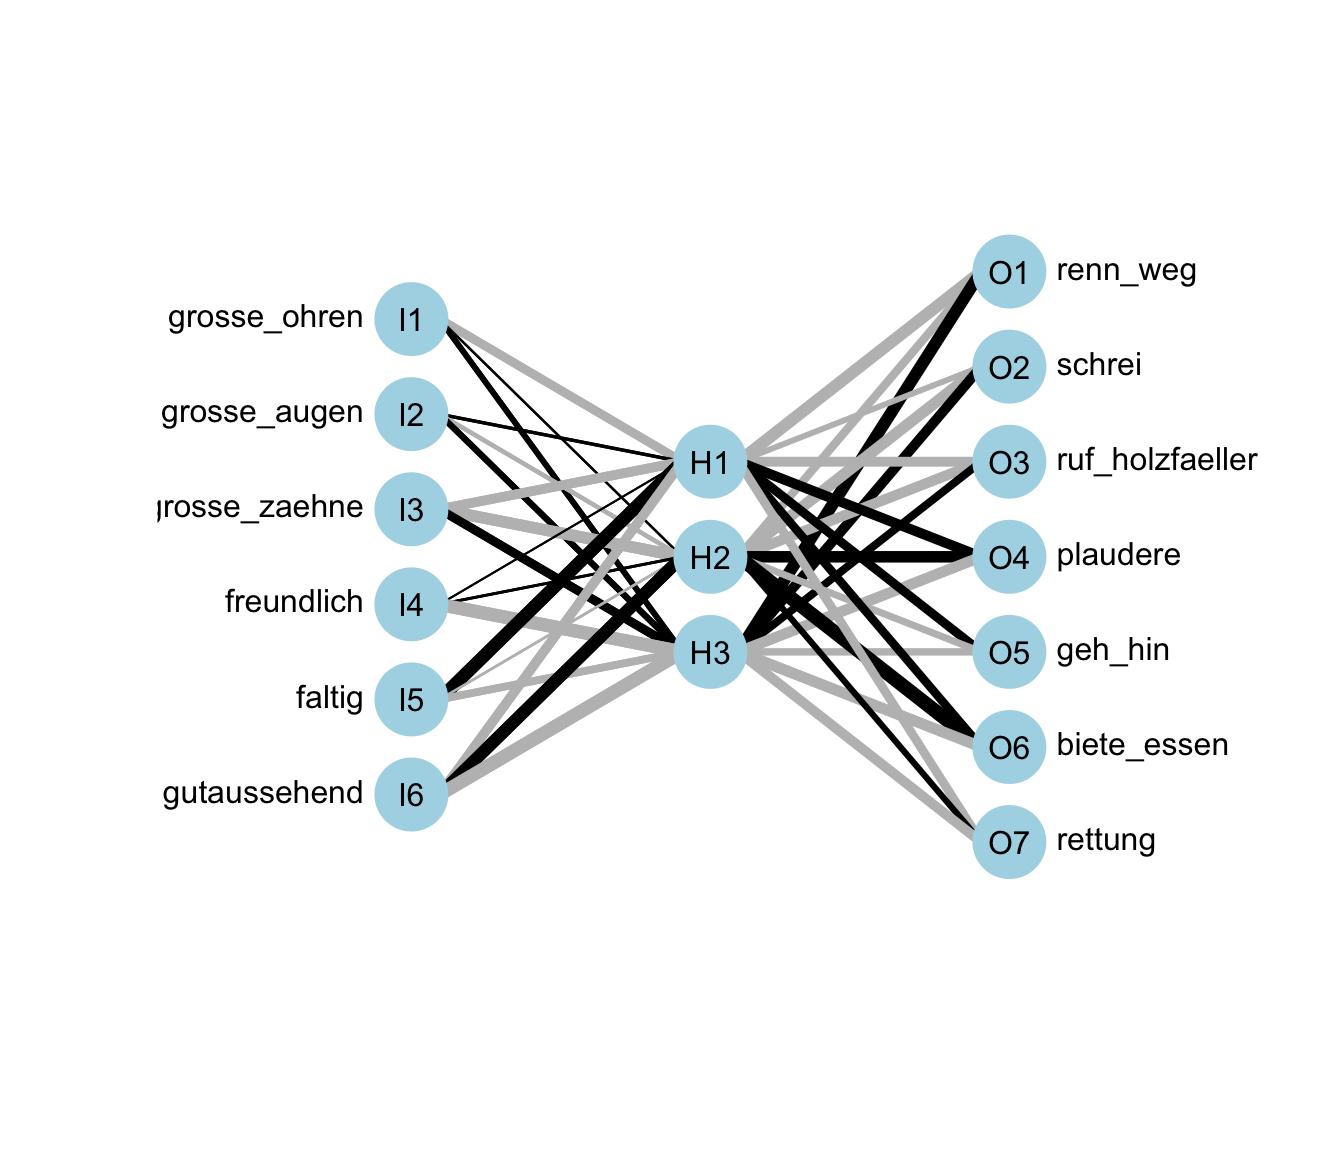 grosse_ohren
grosse_augen
grosse_zaehne
freundlich
faltig
gutaussehend
I1
I2
I3
I4
I5
I6
H1
H2
H3
O1
O2
O3
O4
O5
O6
O7
renn_weg
schrei
ruf_holzfaeller
plaudere
geh_hin
biete_essen
rettung